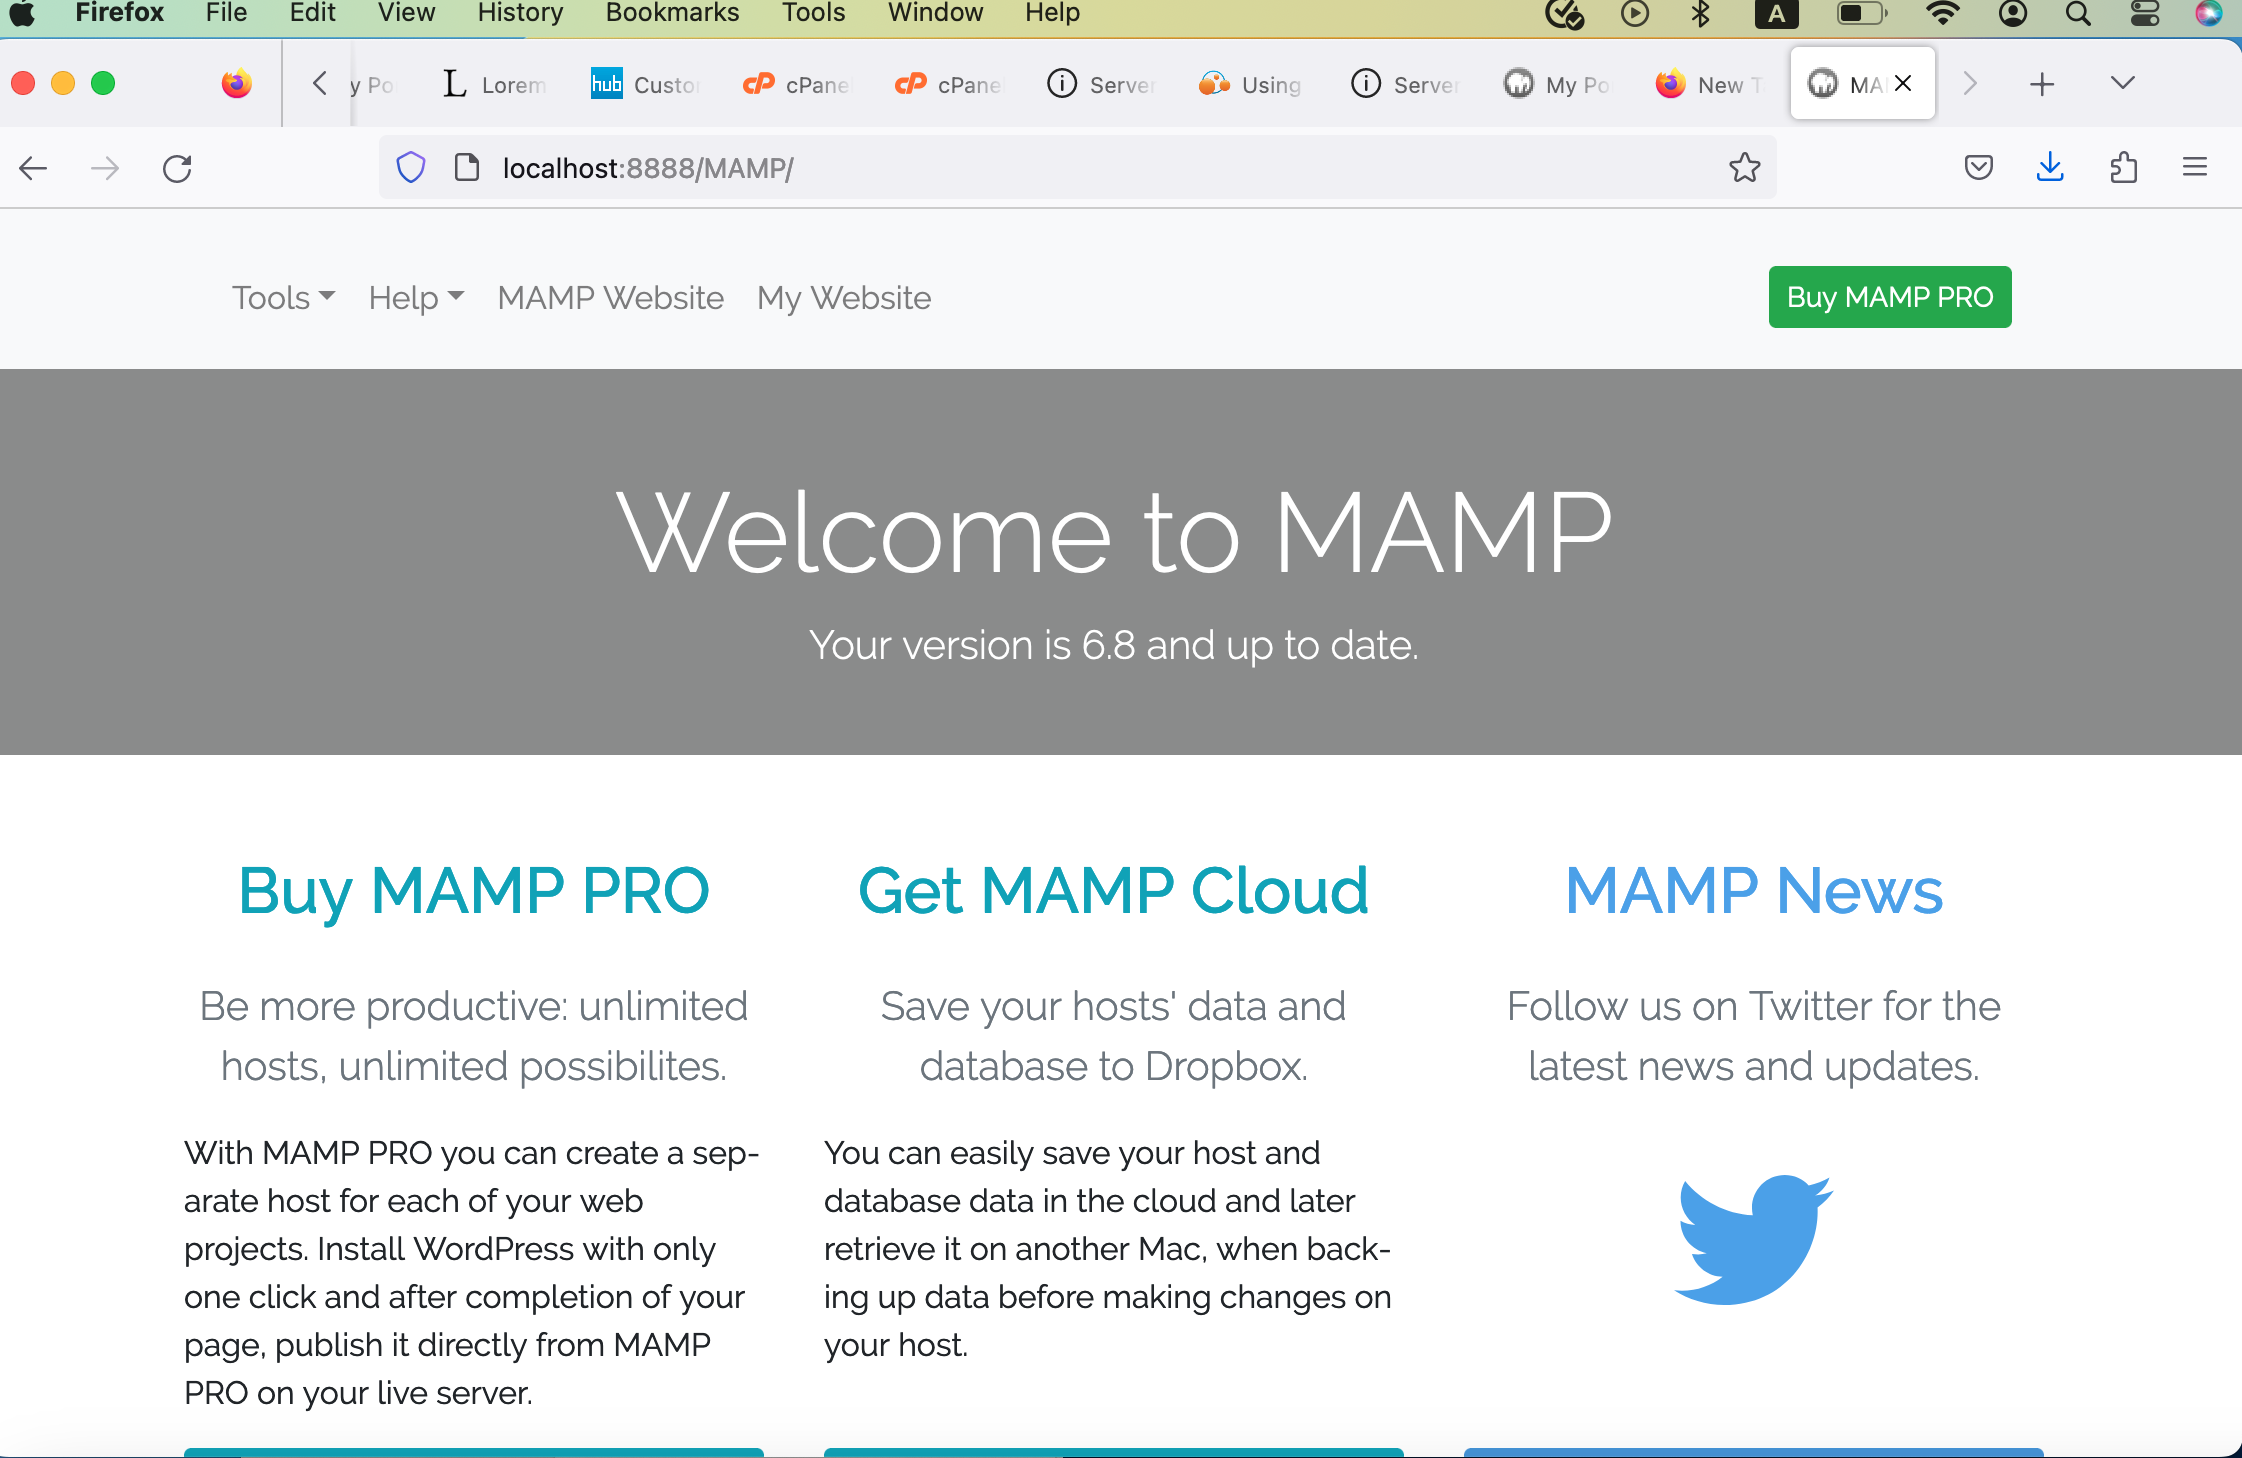 Firefox File Edit View History Bookmarks Tools Window Help A
y Po L Lorem hub Custo cP cPane cP cPane Server Using Server My Po New T MA
localhost:8888/MAMP/
Tools Help MAMP Website My Website Buy MAMP PRO
Welcome to MAMP
Your version is 6.8 and up to date.
Buy MAMP PRO
Be more productive: unlimited
hosts, unlimited possibilites.
With MAMP PRO you can create a sep-
arate host for each of your web
projects. Install WordPress with only
one click and after completion of your
page, publish it directly from MAMP
PRO on your live server.
Get MAMP Cloud
Save your hosts' data and
database to Dropbox.
You can easily save your host and
database data in the cloud and later
retrieve it on another Mac, when back-
ing up data before making changes on
your host.
MAMP News
Follow us on Twitter for the
latest news and updates.